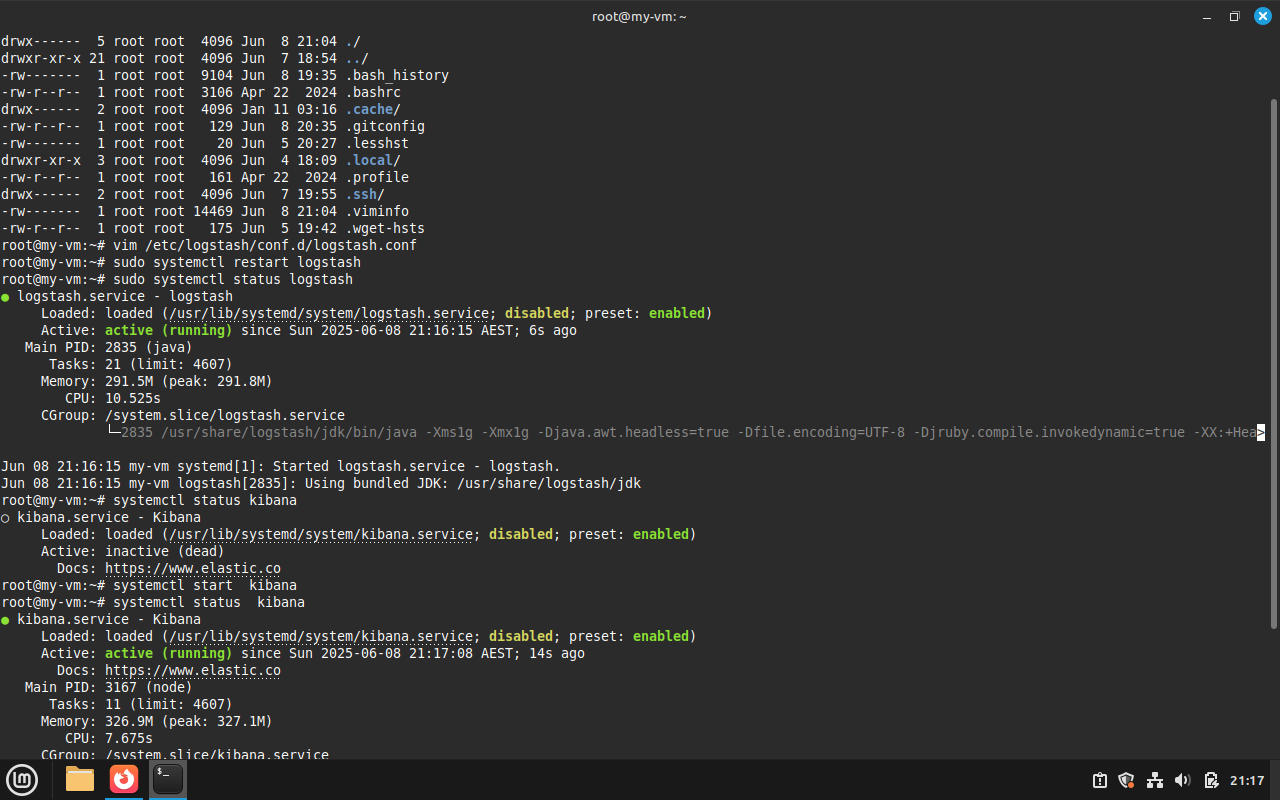 root@my-vm: ~
drwx------  5 root root  4096 Jun  8 21:04 ./
drwxr-xr-x 21 root root  4096 Jun  7 18:54 ../
-rw-------  1 root root  9104 Jun  8 19:35 .bash_history
-rw-r--r--  1 root root  3106 Apr 22  2024 .bashrc
drwx------  2 root root  4096 Jan 11 03:16 .cache/
-rw-r--r--  1 root root   129 Jun  8 20:35 .gitconfig
-rw-------  1 root root    20 Jun  5 20:27 .lesshst
drwxr-xr-x  3 root root  4096 Jun  4 18:09 .local/
-rw-r--r--  1 root root   161 Apr 22  2024 .profile
drwx------  2 root root  4096 Jun  7 19:55 .ssh/
-rw-------  1 root root 14469 Jun  8 21:04 .viminfo
-rw-r--r--  1 root root   175 Jun  5 19:42 .wget-hsts
root@my-vm:~# vim /etc/logstash/conf.d/logstash.conf
root@my-vm:~# sudo systemctl restart logstash
root@my-vm:~# sudo systemctl status logstash
● logstash.service - logstash
     Loaded: loaded (/usr/lib/systemd/system/logstash.service; disabled; preset: enabled)
     Active: active (running) since Sun 2025-06-08 21:16:15 AEST; 6s ago
   Main PID: 2835 (java)
      Tasks: 21 (limit: 4607)
     Memory: 291.5M (peak: 291.8M)
        CPU: 10.525s
     CGroup: /system.slice/logstash.service
             └─2835 /usr/share/logstash/jdk/bin/java -Xms1g -Xmx1g -Djava.awt.headless=true -Dfile.encoding=UTF-8 -Djruby.compile.invokedynamic=true -XX:+Hea>
Jun 08 21:16:15 my-vm systemd[1]: Started logstash.service - logstash.
Jun 08 21:16:15 my-vm logstash[2835]: Using bundled JDK: /usr/share/logstash/jdk
root@my-vm:~# systemctl status kibana
○ kibana.service - Kibana
     Loaded: loaded (/usr/lib/systemd/system/kibana.service; disabled; preset: enabled)
     Active: inactive (dead)
       Docs: https://www.elastic.co
root@my-vm:~# systemctl start  kibana
root@my-vm:~# systemctl status  kibana
● kibana.service - Kibana
     Loaded: loaded (/usr/lib/systemd/system/kibana.service; disabled; preset: enabled)
     Active: active (running) since Sun 2025-06-08 21:17:08 AEST; 14s ago
       Docs: https://www.elastic.co
   Main PID: 3167 (node)
      Tasks: 11 (limit: 4607)
     Memory: 326.9M (peak: 327.1M)
        CPU: 7.675s
     CGroup: /system.slice/kibana.service
21:17